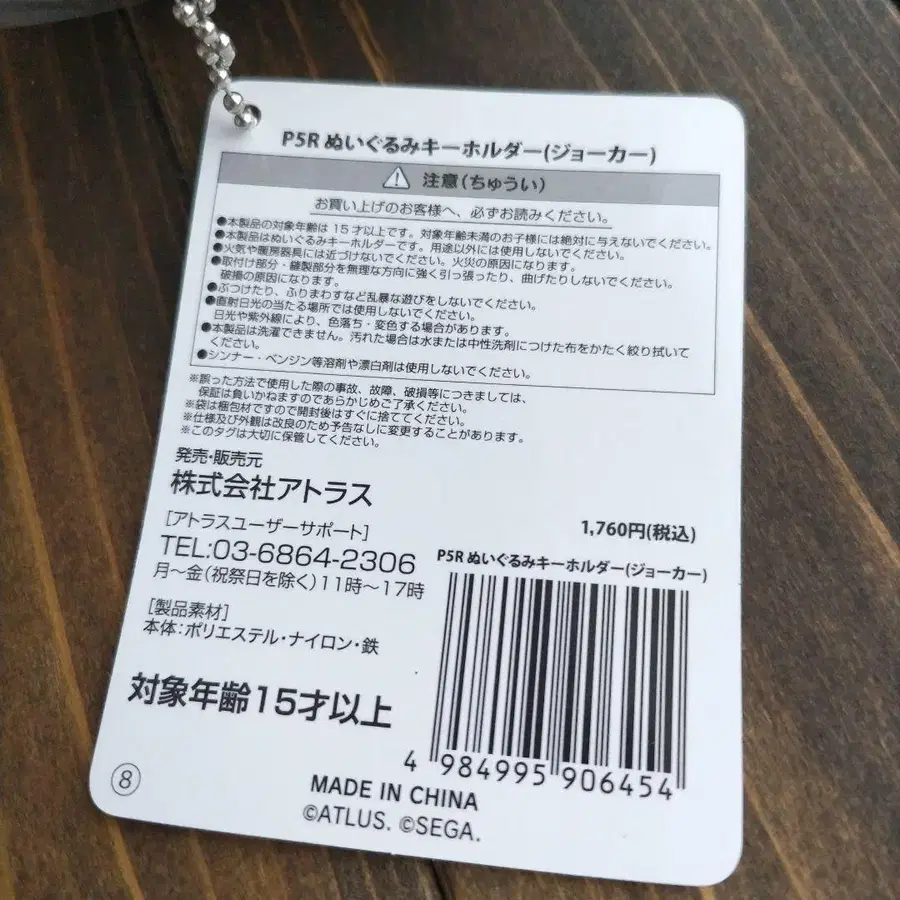 P5R ぬいぐるみキーホルダー(ジョーカー)
注意(ちゅうい)
お買い上げのお客様へ、必ずお読みください。
●本製品の対象年齢は15才以上です。対象年齢未満のお子様には絶対に与えないでください。
●本製品はぬいぐるみキーホルダーです。用途以外には使用しないでください。
●火気や暖房器具には近づけないでください。火災の原因になります。
●取付け部分・縫製部分を無理な方向に強く引っ張ったり、曲げたりしないでください。
破損の原因になります。
●ぶつけたり、ふりまわすなど乱暴な遊びをしないでください。
●直射日光の当たる場所では使用しないでください。
日光や紫外線により、色落ち・変色する場合があります。
●本製品は洗濯できません。汚れた場合は水または中性洗剤につけた布をかたく絞り拭いて
ください。
●シンナー・ベンジン等溶剤や漂白剤は使用しないでください。
※誤った方法で使用した際の事故、故障、破損等につきましては、
保証は負いかねますのであらかじめご了承ください。
※袋は梱包材ですので開封後はすぐに捨ててください。
※仕様及び外観は改良のため予告なしに変更することがあります。
※このタグは大切に保管してください。
発売・販売元
株式会社アトラス
[アトラスユーザーサポート]
TEL:03-6864-2306
月〜金(祝祭日を除く)11時〜17時
[製品素材]
本体:ポリエステル・ナイロン・鉄
対象年齢15才以上
1,760円(税込)
P5R ぬいぐるみキーホルダー(ジョーカー)
4 984995 906454
⑧
MADE IN CHINA
©ATLUS. ©SEGA.